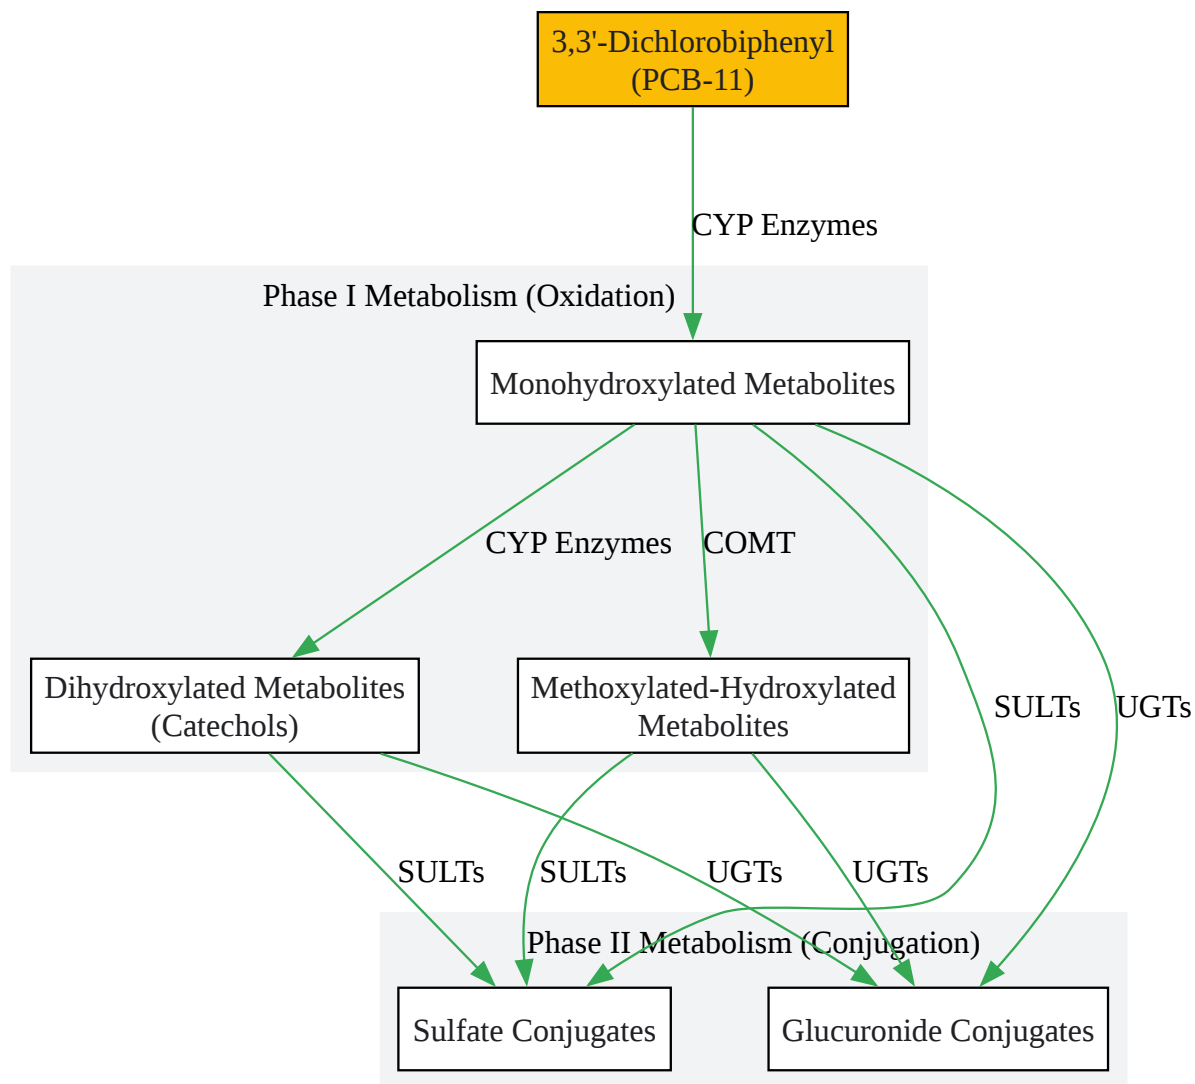 3,3'-Dichlorobiphenyl
(PCB-11)
CYP Enzymes
Phase I Metabolism (Oxidation)
Monohydroxylated Metabolites
CYP Enzymes
COMT
Dihydroxylated Metabolites
(Catechols)
Methoxylated-Hydroxylated
Metabolites
SULTs
UGTs
SULTs
SULTs
UGTs
UGTs
Phase II Metabolism (Conjugation)
Sulfate Conjugates
Glucuronide Conjugates